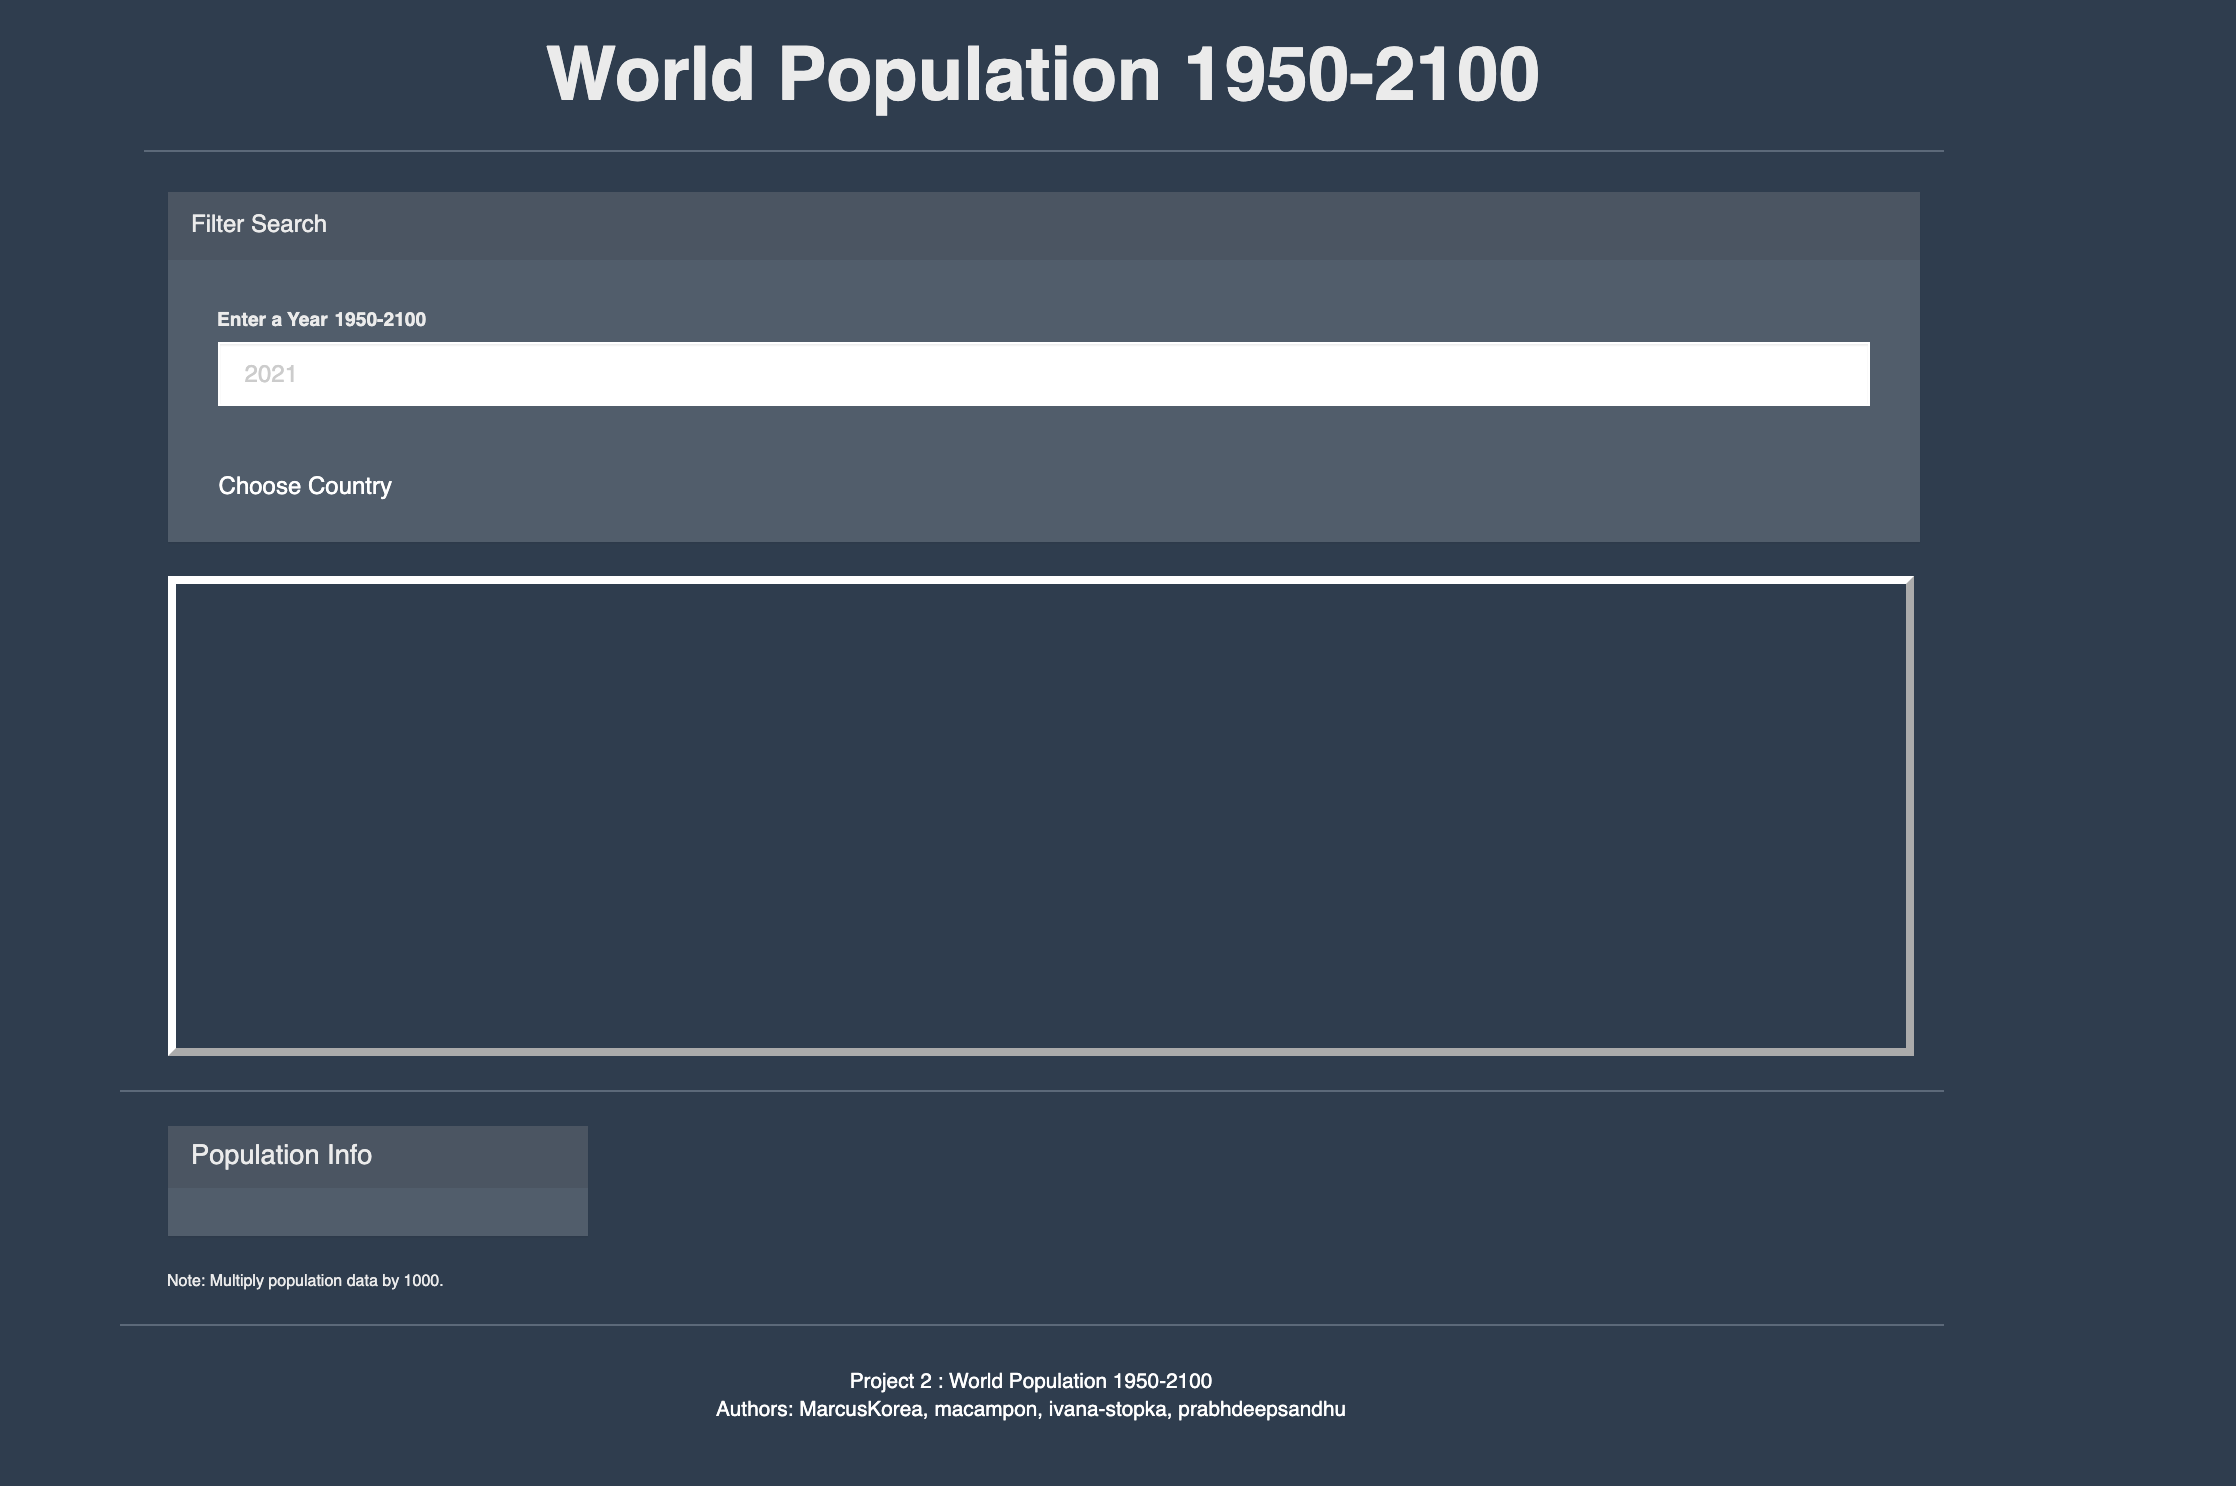 World Population 1950-2100
Filter Search
Enter a Year 1950-2100
2021
Choose Country
Population Info
Note: Multiply population data by 1000.
Project 2 : World Population 1950-2100
Authors: MarcusKorea, macampon, ivana-stopka, prabhdeepsandhu